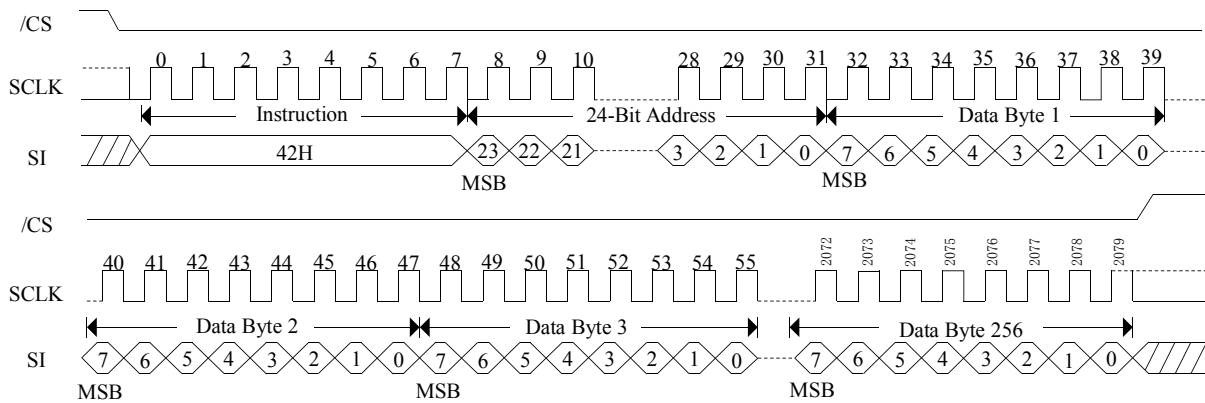 /CS
0 1 2 3 4 5 6 7 8 9 10 28 29 30 31 32 33 34 35 36 37 38 39
SCLK
Instruction 24-Bit Address Data Byte 1
SI 42H 23 22 21 3 2 1 0 7 6 5 4 3 2 1 0
MSB MSB
/CS
40 41 42 43 44 45 46 47 48 49 50 51 52 53 54 55 2072 2073 2074 2075 2076 2077 2078 2079
SCLK
Data Byte 2 Data Byte 3 Data Byte 256
SI 7 6 5 4 3 2 1 0 7 6 5 4 3 2 1 0 7 6 5 4 3 2 1 0
MSB MSB MSB